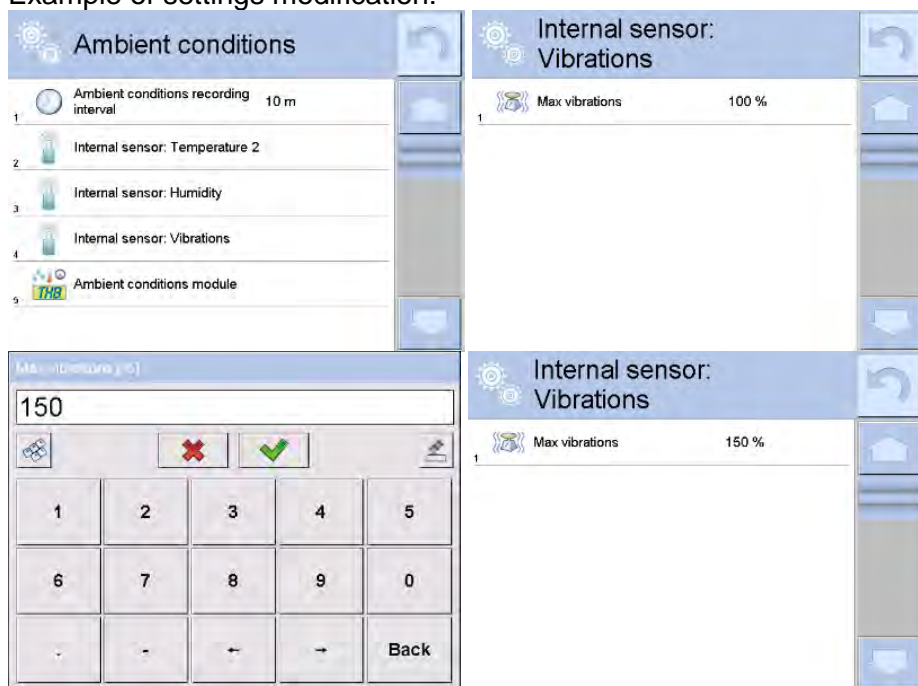 Example of settings modification:
Ambient conditions
1 Ambient conditions recording interval 10 m
2 Internal sensor: Temperature 2
3 Internal sensor: Humidity
4 Internal sensor: Vibrations
5 THB Ambient conditions module
Internal sensor:
Vibrations
1 Max vibrations 100 %
Max vibrations [%]
150
1 2 3 4 5
6 7 8 9 0
. - ← → Back
Internal sensor:
Vibrations
1 Max vibrations 150 %